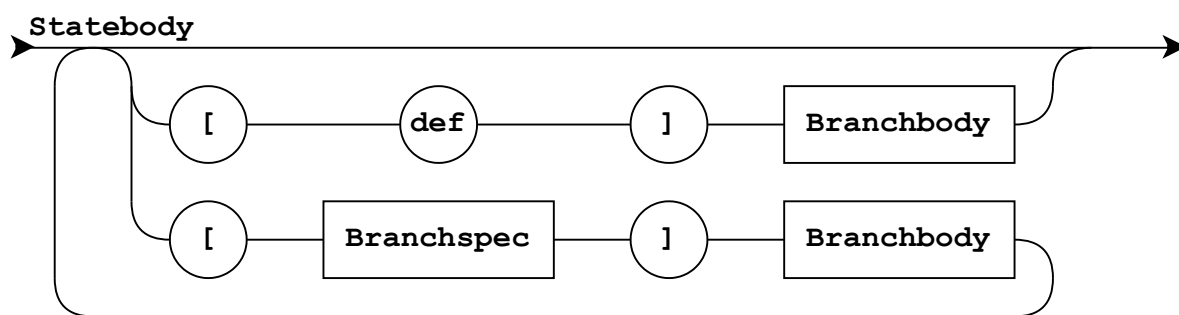 Statebody
[ def ] Branchbody
[ Branchspec ] Branchbody